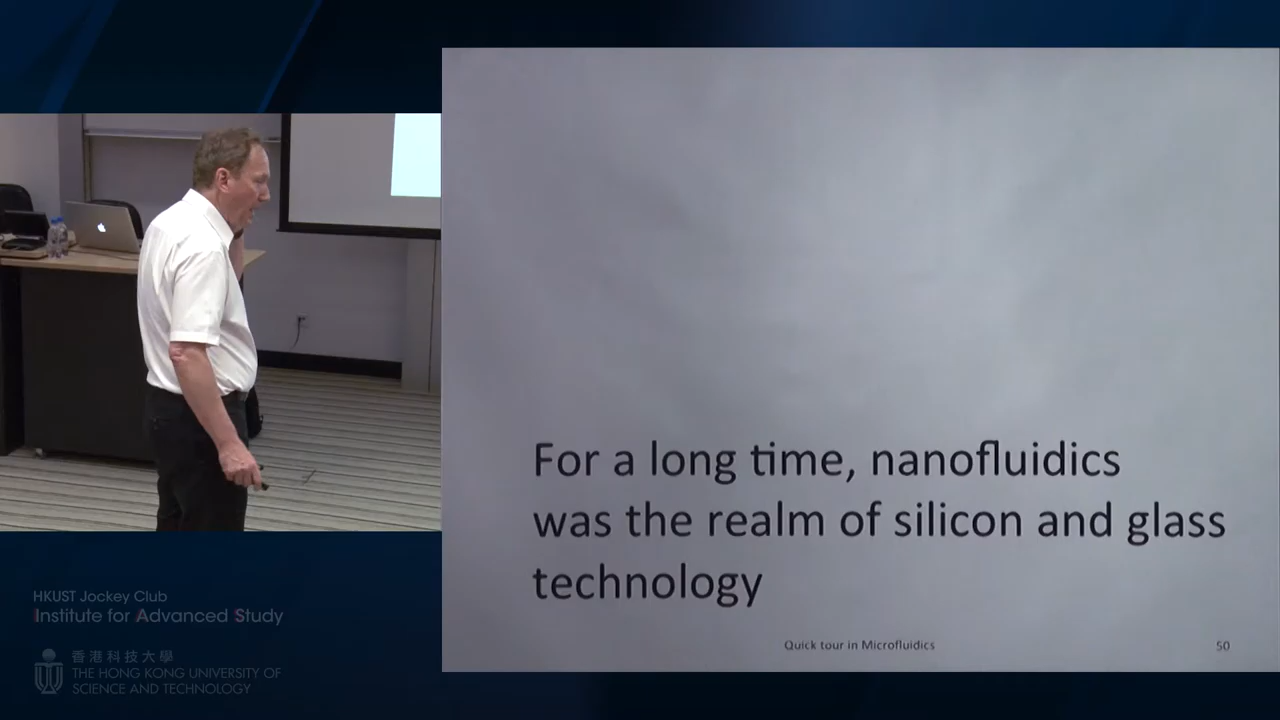 For a long time, nanofluidics
was the realm of silicon and glass
technology
Quick tour in Microfluidics
50
HKUST Jockey Club
Institute for Advanced Study
香港科技大學
THE HONG KONG UNIVERSITY OF
SCIENCE AND TECHNOLOGY